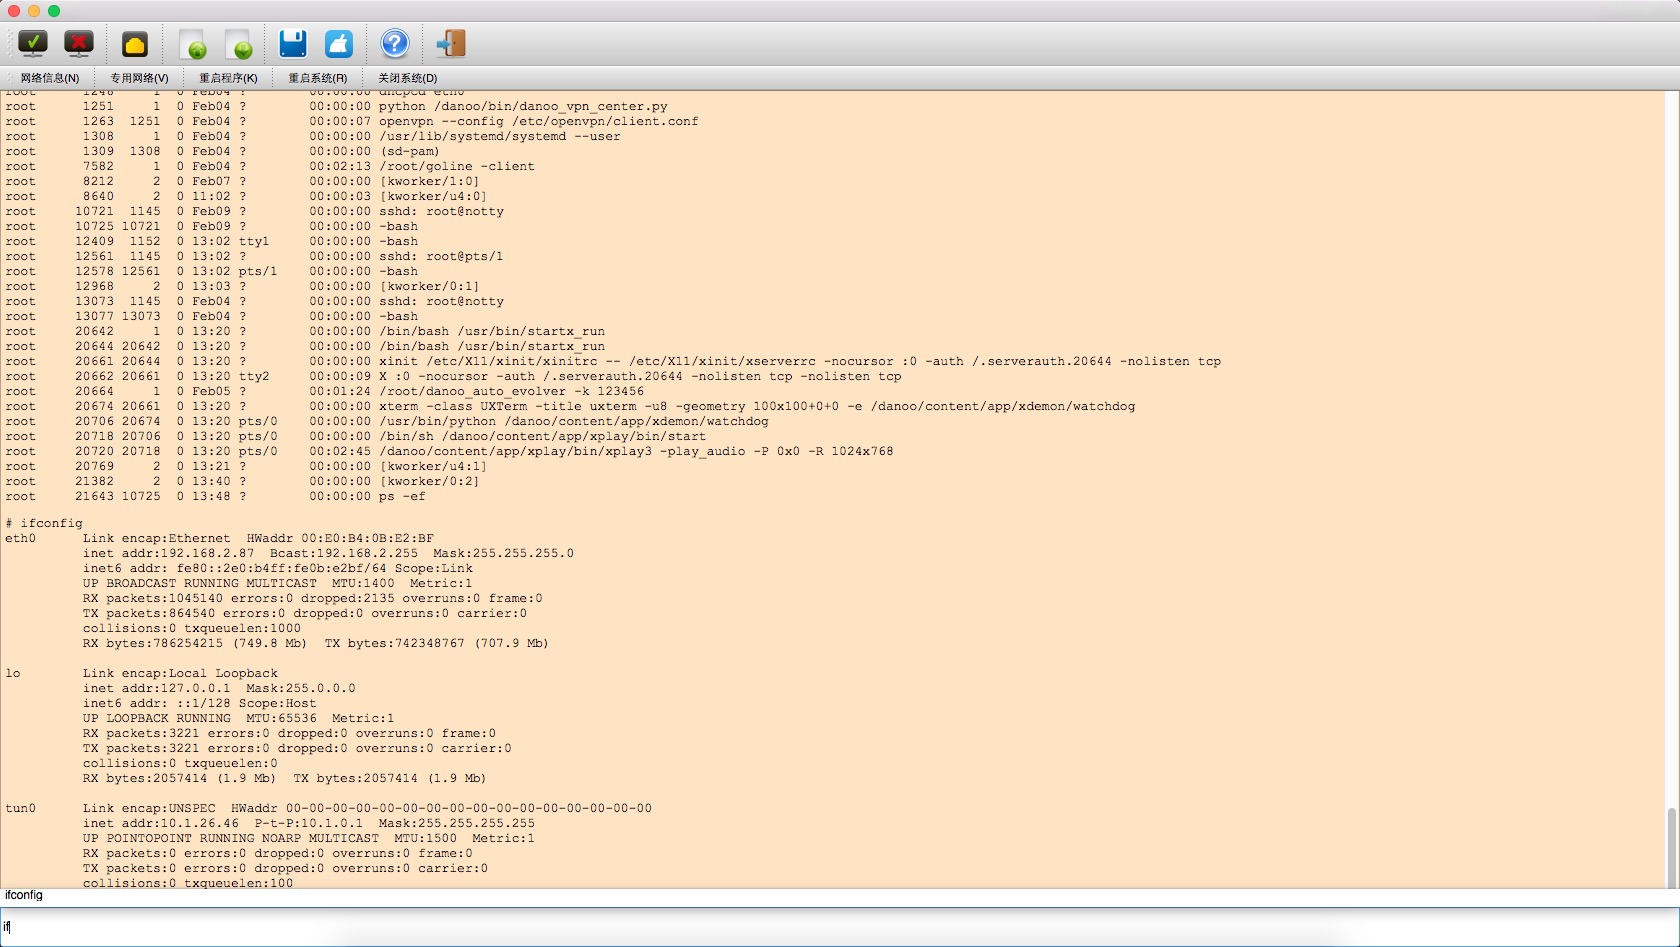 网络信息(N) 专用网络(V) 重启程序(K) 重启系统(R) 关闭系统(D)
root 1248 1 0 Feb04 ? 00:00:00 dhcpcd eth0
root 1251 1 0 Feb04 ? 00:00:00 python /danoo/bin/danoo_vpn_center.py
root 1263 1251 0 Feb04 ? 00:00:07 openvpn --config /etc/openvpn/client.conf
root 1308 1 0 Feb04 ? 00:00:00 /usr/lib/systemd/systemd --user
root 1309 1308 0 Feb04 ? 00:00:00 (sd-pam)
root 7582 1 0 Feb04 ? 00:02:13 /root/goline -client
root 8212 2 0 Feb07 ? 00:00:00 [kworker/1:0]
root 8640 2 0 11:02 ? 00:00:03 [kworker/u4:0]
root 10721 1145 0 Feb09 ? 00:00:00 sshd: root@notty
root 10725 10721 0 Feb09 ? 00:00:00 -bash
root 12409 1152 0 13:02 tty1 00:00:00 -bash
root 12561 1145 0 13:02 ? 00:00:00 sshd: root@pts/1
root 12578 12561 0 13:02 pts/1 00:00:00 -bash
root 12968 2 0 13:03 ? 00:00:00 [kworker/0:1]
root 13073 1145 0 Feb04 ? 00:00:00 sshd: root@notty
root 13077 13073 0 Feb04 ? 00:00:00 -bash
root 20642 1 0 13:20 ? 00:00:00 /bin/bash /usr/bin/startx_run
root 20644 20642 0 13:20 ? 00:00:00 /bin/bash /usr/bin/startx_run
root 20661 20644 0 13:20 ? 00:00:00 xinit /etc/X11/xinit/xinitrc -- /etc/X11/xinit/xserverrc -nocursor :0 -auth /.serverauth.20644 -nolisten tcp
root 20662 20661 0 13:20 tty2 00:00:09 X :0 -nocursor -auth /.serverauth.20644 -nolisten tcp -nolisten tcp
root 20664 1 0 Feb05 ? 00:01:24 /root/danoo_auto_evolver -k 123456
root 20674 20661 0 13:20 ? 00:00:00 xterm -class UXTerm -title uxterm -u8 -geometry 100x100+0+0 -e /danoo/content/app/xdemon/watchdog
root 20706 20674 0 13:20 pts/0 00:00:00 /usr/bin/python /danoo/content/app/xdemon/watchdog
root 20718 20706 0 13:20 pts/0 00:00:00 /bin/sh /danoo/content/app/xplay/bin/start
root 20720 20718 0 13:20 pts/0 00:02:45 /danoo/content/app/xplay/bin/xplay3 -play_audio -P 0x0 -R 1024x768
root 20769 2 0 13:21 ? 00:00:00 [kworker/u4:1]
root 21382 2 0 13:40 ? 00:00:00 [kworker/0:2]
root 21643 10725 0 13:48 ? 00:00:00 ps -ef
# ifconfig
eth0 Link encap:Ethernet HWaddr 00:E0:B4:0B:E2:BF
inet addr:192.168.2.87 Bcast:192.168.2.255 Mask:255.255.255.0
inet6 addr: fe80::2e0:b4ff:fe0b:e2bf/64 Scope:Link
UP BROADCAST RUNNING MULTICAST MTU:1400 Metric:1
RX packets:1045140 errors:0 dropped:2135 overruns:0 frame:0
TX packets:864540 errors:0 dropped:0 overruns:0 carrier:0
collisions:0 txqueuelen:1000
RX bytes:786254215 (749.8 Mb) TX bytes:742348767 (707.9 Mb)
lo Link encap:Local Loopback
inet addr:127.0.0.1 Mask:255.0.0.0
inet6 addr: ::1/128 Scope:Host
UP LOOPBACK RUNNING MTU:65536 Metric:1
RX packets:3221 errors:0 dropped:0 overruns:0 frame:0
TX packets:3221 errors:0 dropped:0 overruns:0 carrier:0
collisions:0 txqueuelen:0
RX bytes:2057414 (1.9 Mb) TX bytes:2057414 (1.9 Mb)
tun0 Link encap:UNSPEC HWaddr 00-00-00-00-00-00-00-00-00-00-00-00-00-00-00-00
inet addr:10.1.26.46 P-t-P:10.1.0.1 Mask:255.255.255.255
UP POINTOPOINT RUNNING NOARP MULTICAST MTU:1500 Metric:1
RX packets:0 errors:0 dropped:0 overruns:0 frame:0
TX packets:0 errors:0 dropped:0 overruns:0 carrier:0
collisions:0 txqueuelen:100
ifconfig
if